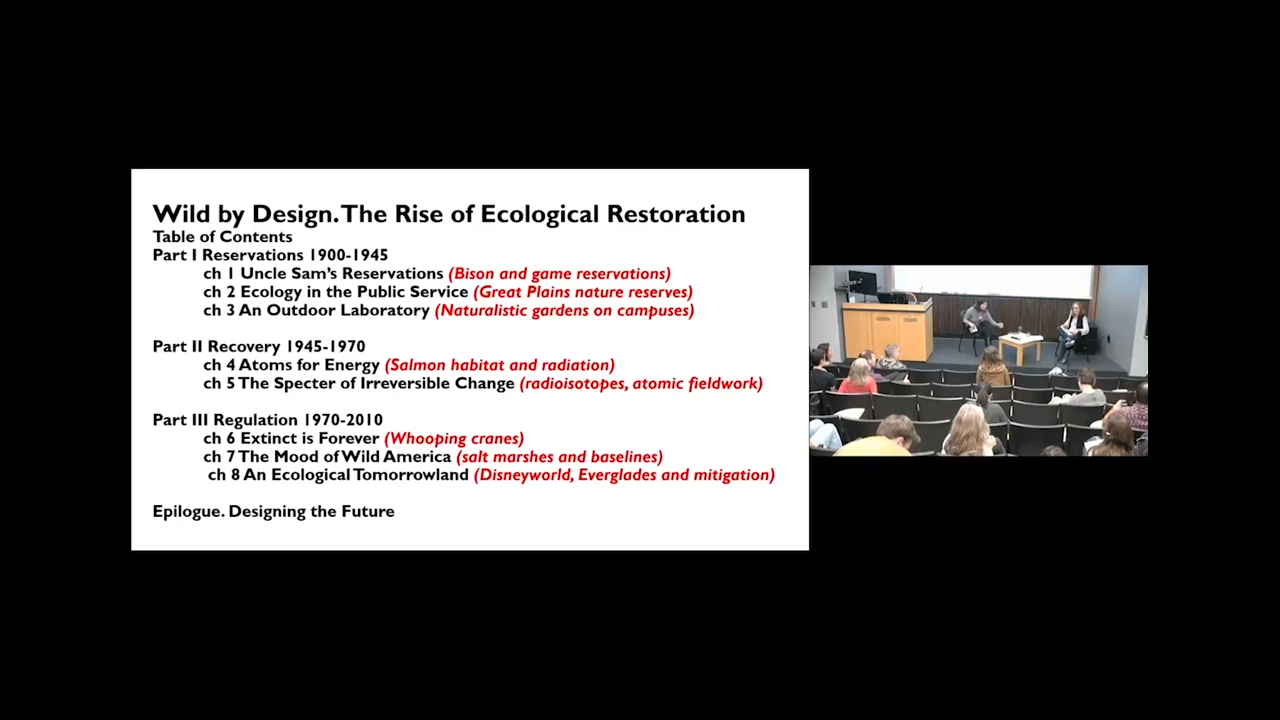 Wild by Design. The Rise of Ecological Restoration
Table of Contents
Part I Reservations 1900-1945
ch 1 Uncle Sam's Reservations (Bison and game reservations)
ch 2 Ecology in the Public Service (Great Plains nature reserves)
ch 3 An Outdoor Laboratory (Naturalistic gardens on campuses)
Part II Recovery 1945-1970
ch 4 Atoms for Energy (Salmon habitat and radiation)
ch 5 The Specter of Irreversible Change (radioisotopes, atomic fieldwork)
Part III Regulation 1970-2010
ch 6 Extinct is Forever (Whooping cranes)
ch 7 The Mood of Wild America (salt marshes and baselines)
ch 8 An Ecological Tomorrowland (Disneyworld, Everglades and mitigation)
Epilogue. Designing the Future